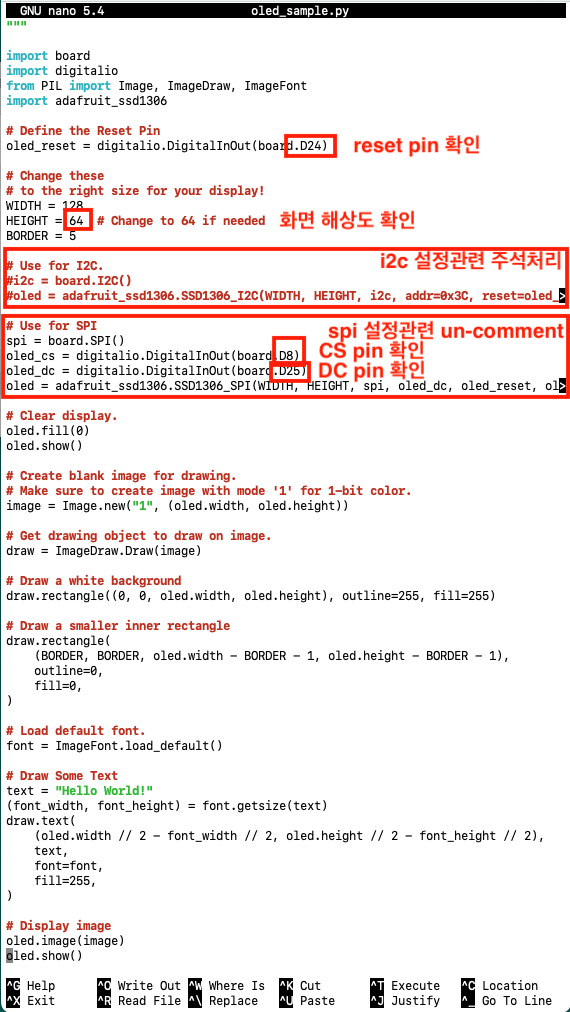 GNU nano 5.4 oled_sample.py
"""
import board
import digitalio
from PIL import Image, ImageDraw, ImageFont
import adafruit_ssd1306
# Define the Reset Pin
oled_reset = digitalio.DigitalInOut(board.D24) reset pin 확인
# Change these
# to the right size for your display!
WIDTH = 128
HEIGHT = 64 # Change to 64 if needed 화면 해상도 확인
BORDER = 5
# Use for I2C. i2c 설정관련 주석처리
#i2c = board.I2C()
#oled = adafruit_ssd1306.SSD1306_I2C(WIDTH, HEIGHT, i2c, addr=0x3C, reset=oled_>
# Use for SPI spi 설정관련 un-comment
spi = board.SPI()
oled_cs = digitalio.DigitalInOut(board.D8) CS pin 확인
oled_dc = digitalio.DigitalInOut(board.D25) DC pin 확인
oled = adafruit_ssd1306.SSD1306_SPI(WIDTH, HEIGHT, spi, oled_dc, oled_reset, ol>
# Clear display.
oled.fill(0)
oled.show()
# Create blank image for drawing.
# Make sure to create image with mode '1' for 1-bit color.
image = Image.new("1", (oled.width, oled.height))
# Get drawing object to draw on image.
draw = ImageDraw.Draw(image)
# Draw a white background
draw.rectangle((0, 0, oled.width, oled.height), outline=255, fill=255)
# Draw a smaller inner rectangle
draw.rectangle(
(BORDER, BORDER, oled.width - BORDER - 1, oled.height - BORDER - 1),
outline=0,
fill=0,
)
# Load default font.
font = ImageFont.load_default()
# Draw Some Text
text = "Hello World!"
(font_width, font_height) = font.getsize(text)
draw.text(
(oled.width // 2 - font_width // 2, oled.height // 2 - font_height // 2),
text,
font=font,
fill=255,
)
# Display image
oled.image(image)
oled.show()
^G Help ^O Write Out ^W Where Is ^K Cut ^T Execute ^C Location
^X Exit ^R Read File ^\ Replace ^U Paste ^J Justify ^_ Go To Line